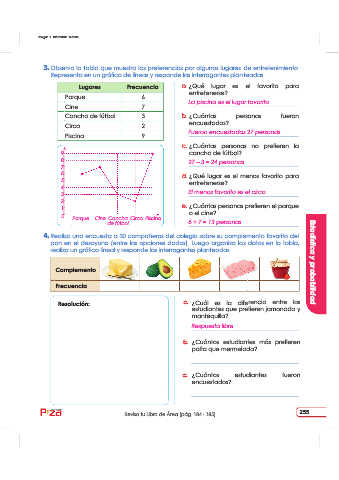 3. Observa la tabla que muestra las preferencias por algunos lugares de entretenimiento.
Represento en un gráfico de líneas y responde las interrogantes planteadas
Lugares Frecuencia
Parque 6
Cine 7
Cancha de fútbol 3
Circo 2
Piscina 9
a. ¿Qué lugar es el favorito para
entretenerse?
La piscina es el lugar favorito
b. ¿Cuántas personas fueron
encuestadas?
Fueron encuestadas 27 personas
c. ¿Cuántas personas no prefieren la
cancha de fútbol?
27 – 3 = 24 personas
d. ¿Qué lugar es el menos favorito para
entretenerse?
El menos favorito es el circo
e. ¿Cuántas personas prefieren el parque
o el cine?
6 + 7 = 13 personas
9
8
7
6
5
4
3
2
1
Parque Cine Cancha Circo Piscina
de fútbol
4. Realiza una encuesta a 30 compañeros del colegio sobre su complemento favorito del
pan en el desayuno (entre las opciones dadas). Luego organiza los datos en la tabla,
realiza un gráfico lineal y responde las interrogantes planteadas
Complemento
Frecuencia
Resolución:
a. ¿Cuál es la diferencia entre los
estudiantes que prefieren jamonada y
mantequilla?
Respuesta libre
b. ¿Cuántos estudiantes más prefieren
palta que mermelada?
c. ¿Cuántos estudiantes fueron
encuestados?
Estadística y probabilidad
Revisa tu Libro de Área (pág. 184 - 185)
255